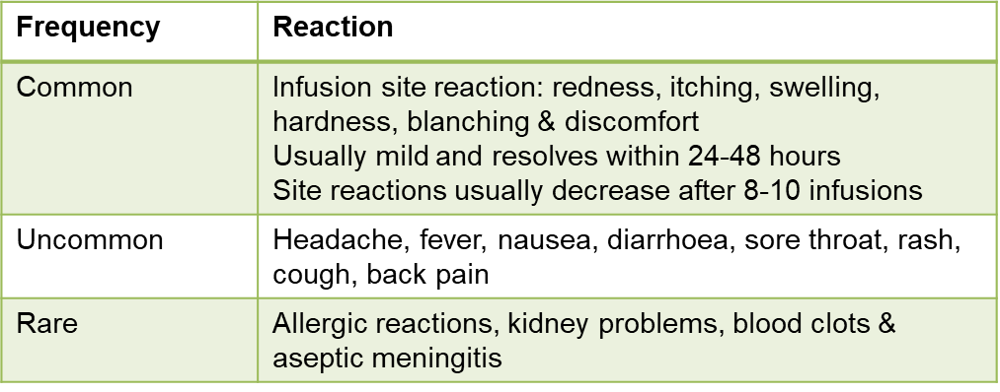 Frequency Reaction
Common Infusion site reaction: redness, itching, swelling,
hardness, blanching & discomfort
Usually mild and resolves within 24-48 hours
Site reactions usually decrease after 8-10 infusions
Uncommon Headache, fever, nausea, diarrhoea, sore throat, rash,
cough, back pain
Rare Allergic reactions, kidney problems, blood clots &
aseptic meningitis